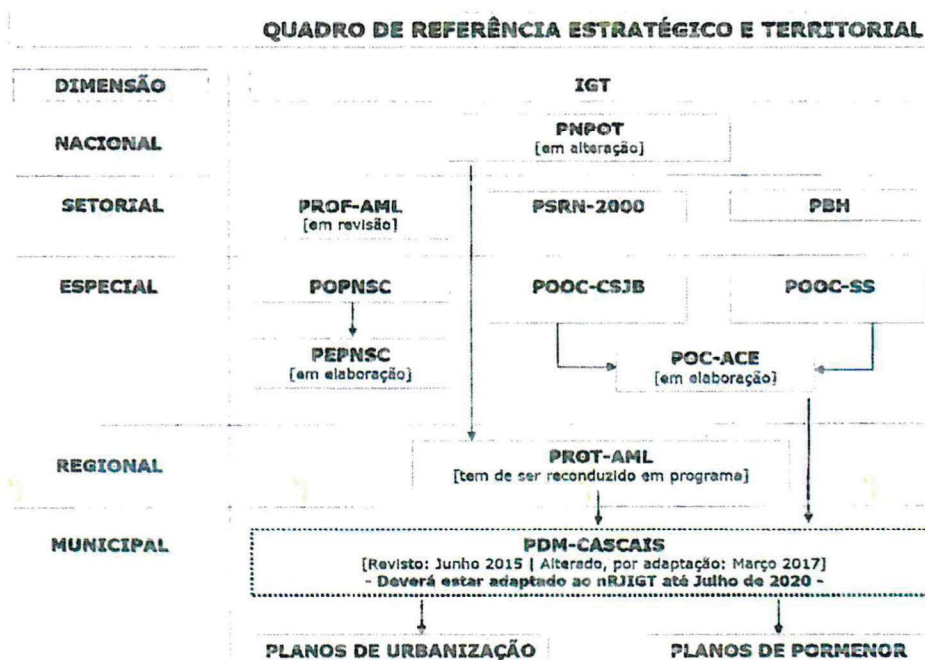 QUADRO DE REFERÊNCIA ESTRATÉGICO E TERRITORIAL
DIMENSÃO
IGT
NACIONAL
PNPOT
[em alteração]
SETORIAL
PROF-AML
[em revisão]
PSRN-2000
PBH
ESPECIAL
POPNSC
POOC-CSJB
POOC-SS
PEPNSC
[em elaboração]
POC-ACE
[em elaboração]
REGIONAL
PROT-AML
[tem de ser reconduzido em programa]
MUNICIPAL
PDM-CASCAIS
[Revisto: Junho 2015 | Alterado, por adaptação: Março 2017]
- Deverá estar adaptado ao nRJIGT até Julho de 2020 -
PLANOS DE URBANIZAÇÃO
PLANOS DE PORMENOR